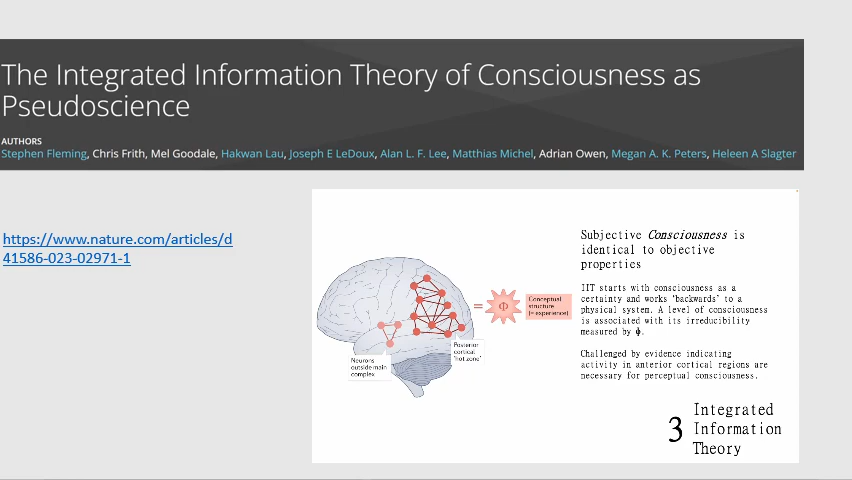 The Integrated Information Theory of Consciousness as
Pseudoscience
AUTHORS
Stephen Fleming, Chris Frith, Mel Goodale, Hakwan Lau, Joseph E LeDoux, Alan L. F. Lee, Matthias Michel, Adrian Owen, Megan A. K. Peters, Heleen A Slagter
https://www.nature.com/articles/d
41586-023-02971-1
Subjective Consciousness is
identical to objective
properties
IIT starts with consciousness as a
certainty and works 'backwards' to a
physical system. A level of consciousness
is associated with its irreducibility
measured by ϕ.
Challenged by evidence indicating
activity in anterior cortical regions are
necessary for perceptual consciousness.
= Φ
Conceptual
structure
(= experience)
Neurons
outside main
complex
Posterior
cortical
'hot zone'
3
Integrated
Information
Theory